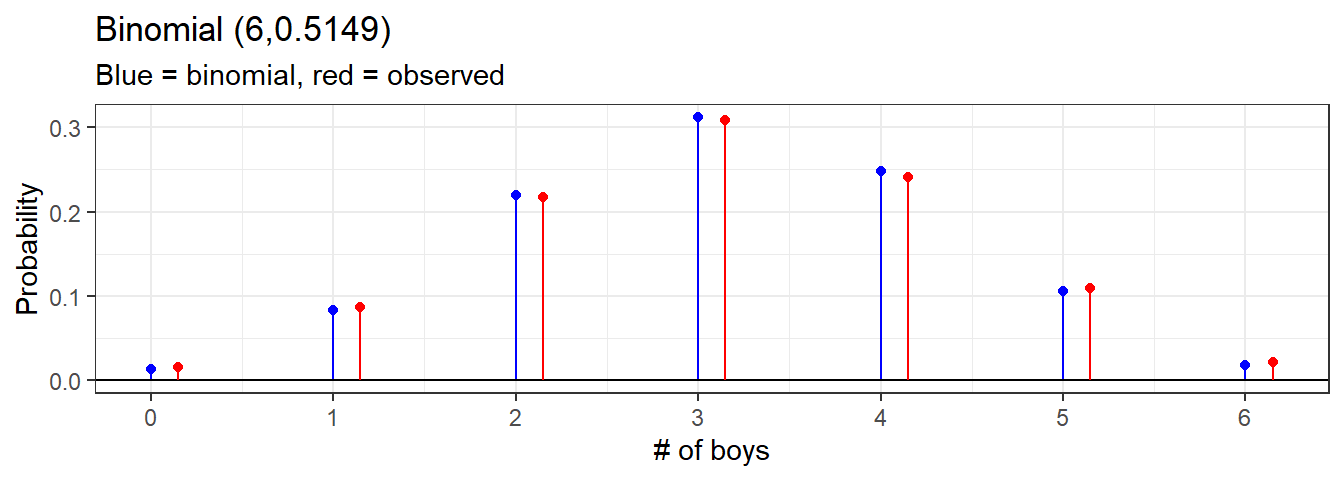 Binomial (6,0.5149)
Blue = binomial, red = observed
Probability
0.3
0.2
0.1
0.0
0 1 2 3 4 5 6
# of boys